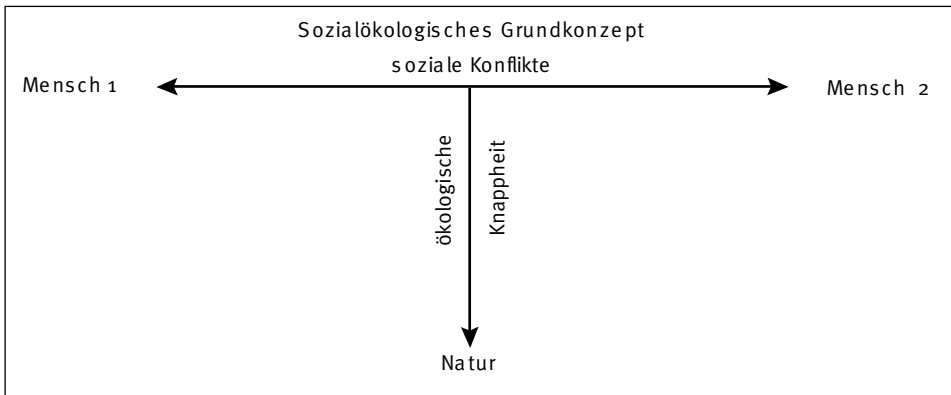 Sozialökologisches Grundkonzept
soziale Konflikte
Mensch 1
Mensch 2
ökologische
Knappheit
Natur